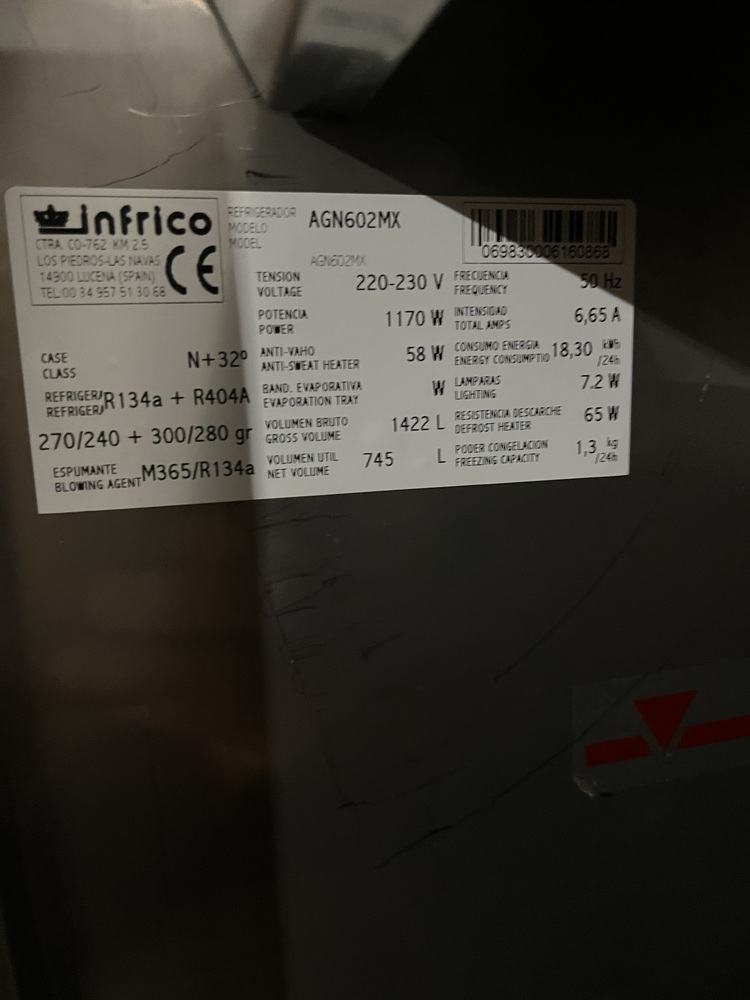 infrico
CTRA. CO-762 KM 2.5
LOS PIEDROS-LAS NAVAS
14900 LUCENA (SPAIN)
TEL:00 34 957 51 30 68
CE
REFRIGERADOR
MODELO
MODEL
AGN602MX
AGN602MX
069830006160868
TENSION
VOLTAGE
220-230 V
FRECUENCIA
FREQUENCY
50 Hz
POTENCIA
POWER
1170 W
INTENSIDAD
TOTAL AMPS
6,65 A
CASE
CLASS
N+32º
ANTI-VAHO
ANTI-SWEAT HEATER
58 W
CONSUMO ENERGIA
ENERGY CONSUMPTIO
18,30 kWh
/24h
REFRIGER/
REFRIGER/
R134a + R404A
BAND. EVAPORATIVA
EVAPORATION TRAY
W
LAMPARAS
LIGHTING
7.2 W
270/240 + 300/280 gr
VOLUMEN BRUTO
GROSS VOLUME
1422 L
RESISTENCIA DESCARCHE
DEFROST HEATER
65 W
ESPUMANTE
BLOWING AGENT
M365/R134a
VOLUMEN UTIL
NET VOLUME
745 L
PODER CONGELACION
FREEZING CAPACITY
1,3 kg
/24h